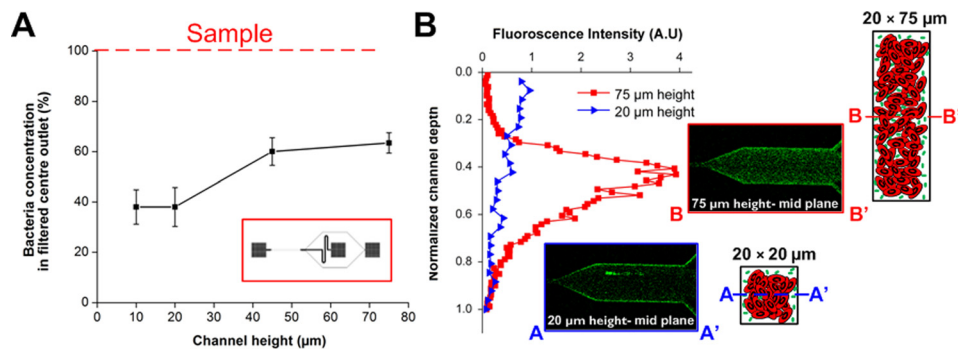 A
Sample
Bacteria concentration
in filtered centre outlet (%)
100
80
60
40
20
0
0 10 20 30 40 50 60 70 80
Channel height (µm)
B
Fluoroscence Intensity (A.U)
0 1 2 3 4
Normalized channel depth
0.0
0.2
0.4
0.6
0.8
1.0
75 µm height
20 µm height
75 µm height- mid plane
B B'
20 µm height- mid plane
A A'
20 × 75 µm
B B'
20 × 20 µm
A A'